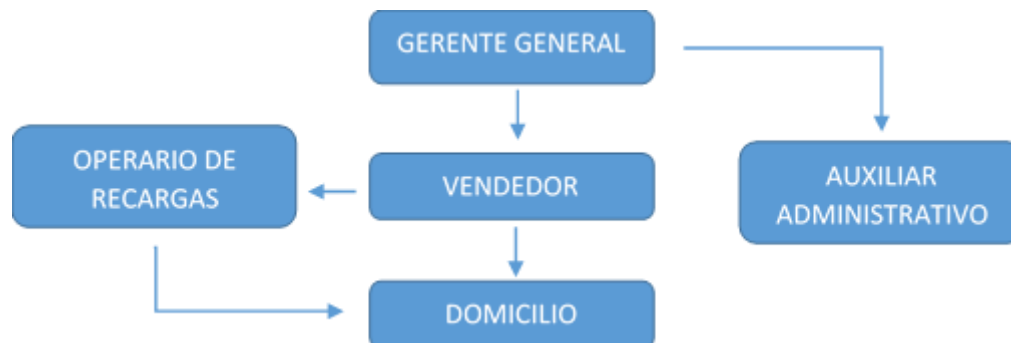 GERENTE GENERAL
OPERARIO DE
RECARGAS
VENDEDOR
AUXILIAR
ADMINISTRATIVO
DOMICILIO